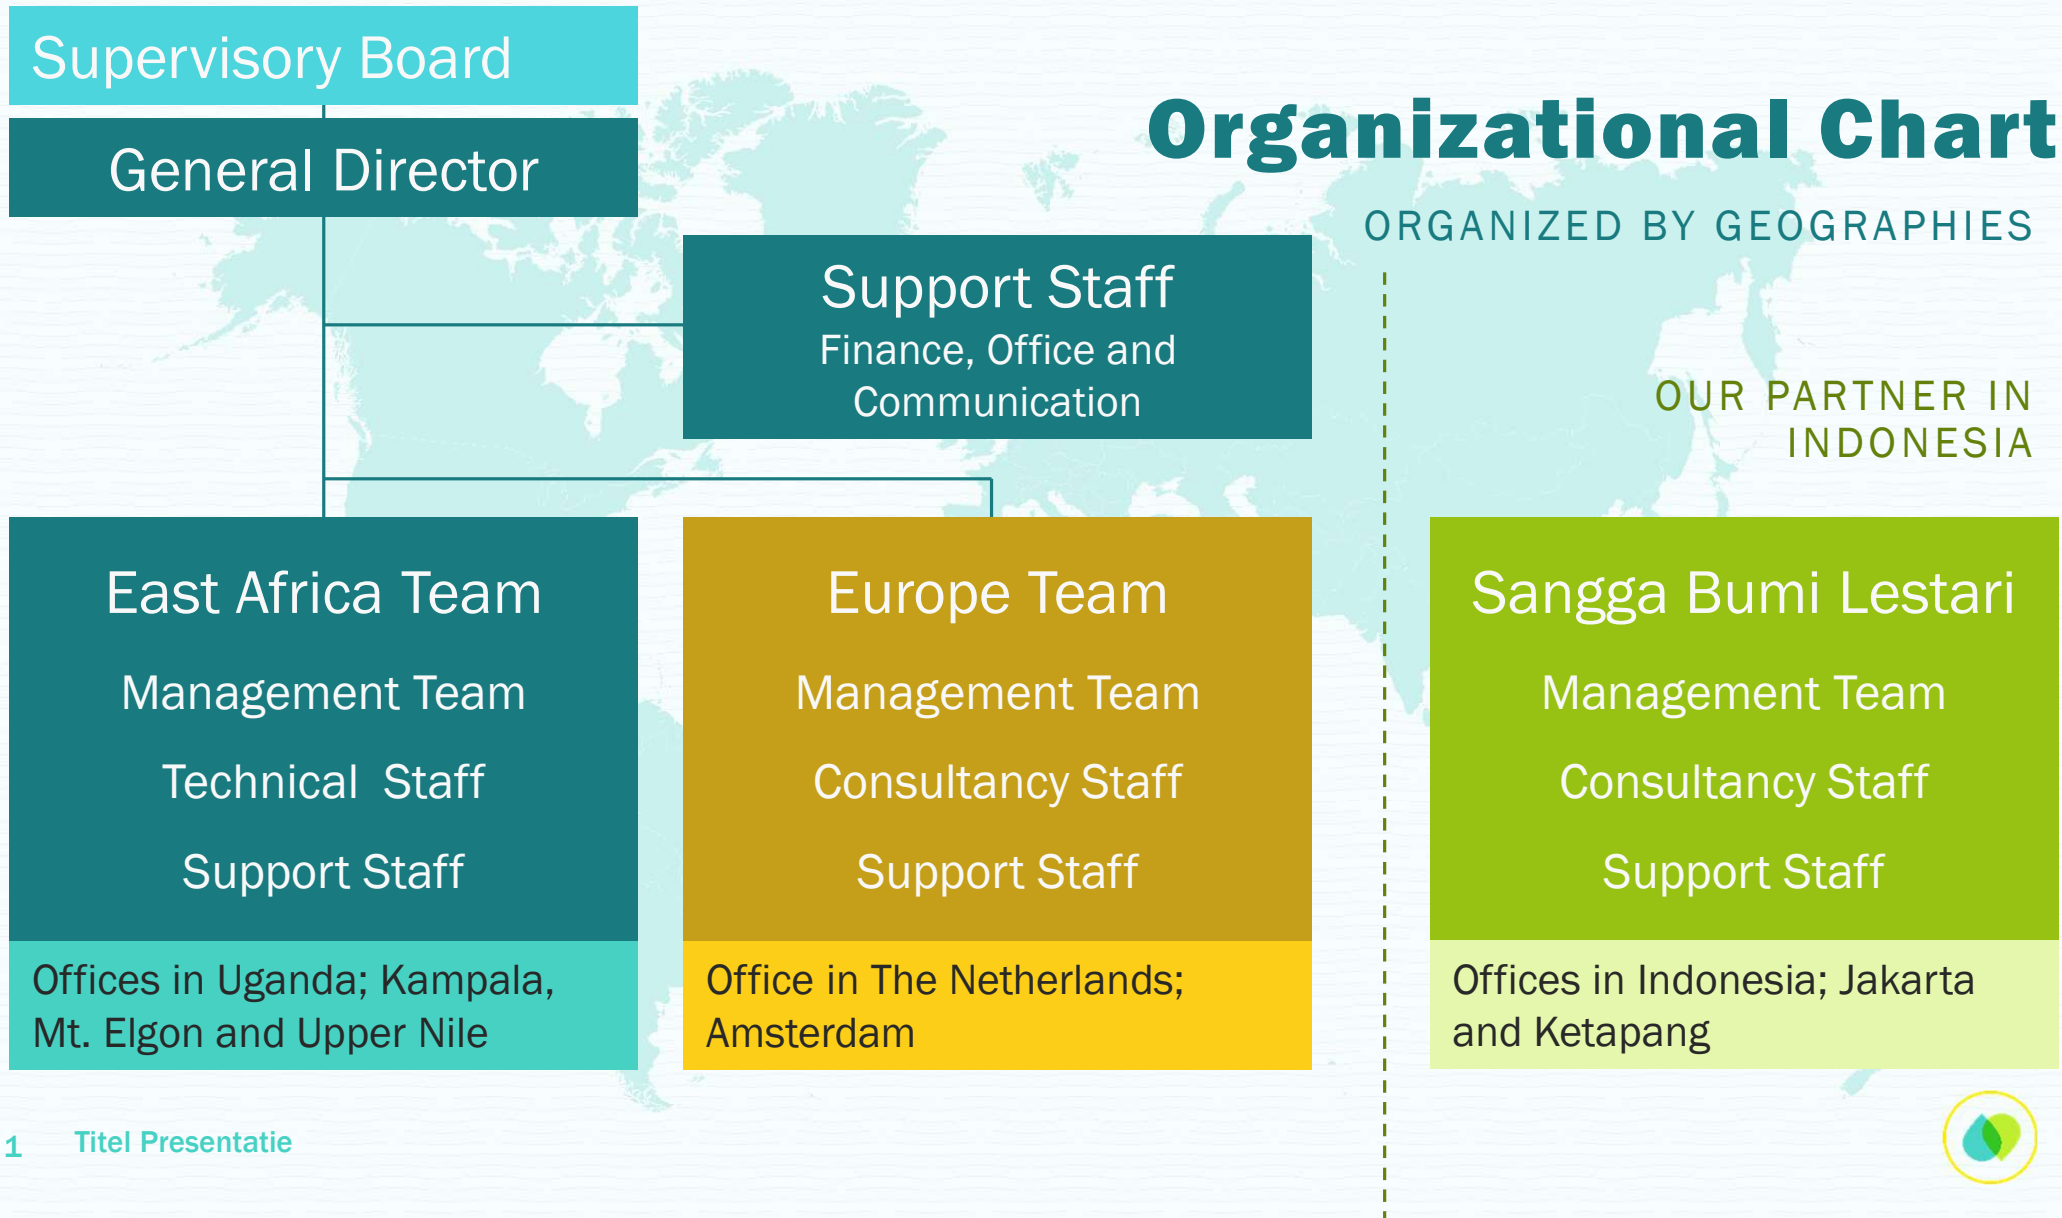 Supervisory Board
General Director
Organizational Chart
ORGANIZED BY GEOGRAPHIES
Support Staff
Finance, Office and
Communication
OUR PARTNER IN
INDONESIA
East Africa Team
Management Team
Technical Staff
Support Staff
Offices in Uganda; Kampala,
Mt. Elgon and Upper Nile
Europe Team
Management Team
Consultancy Staff
Support Staff
Office in The Netherlands;
Amsterdam
Sangga Bumi Lestari
Management Team
Consultancy Staff
Support Staff
Offices in Indonesia; Jakarta
and Ketapang
1 Titel Presentatie